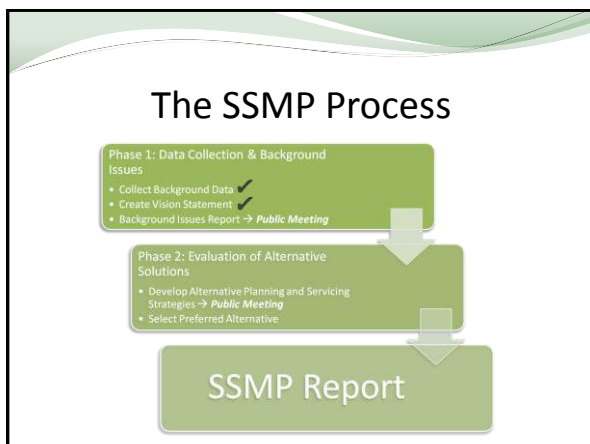 The SSMP Process
Phase 1: Data Collection & Background
Issues
• Collect Background Data ✔
• Create Vision Statement ✔
• Background Issues Report → Public Meeting
Phase 2: Evaluation of Alternative
Solutions
• Develop Alternative Planning and Servicing
Strategies → Public Meeting
• Select Preferred Alternative
SSMP Report